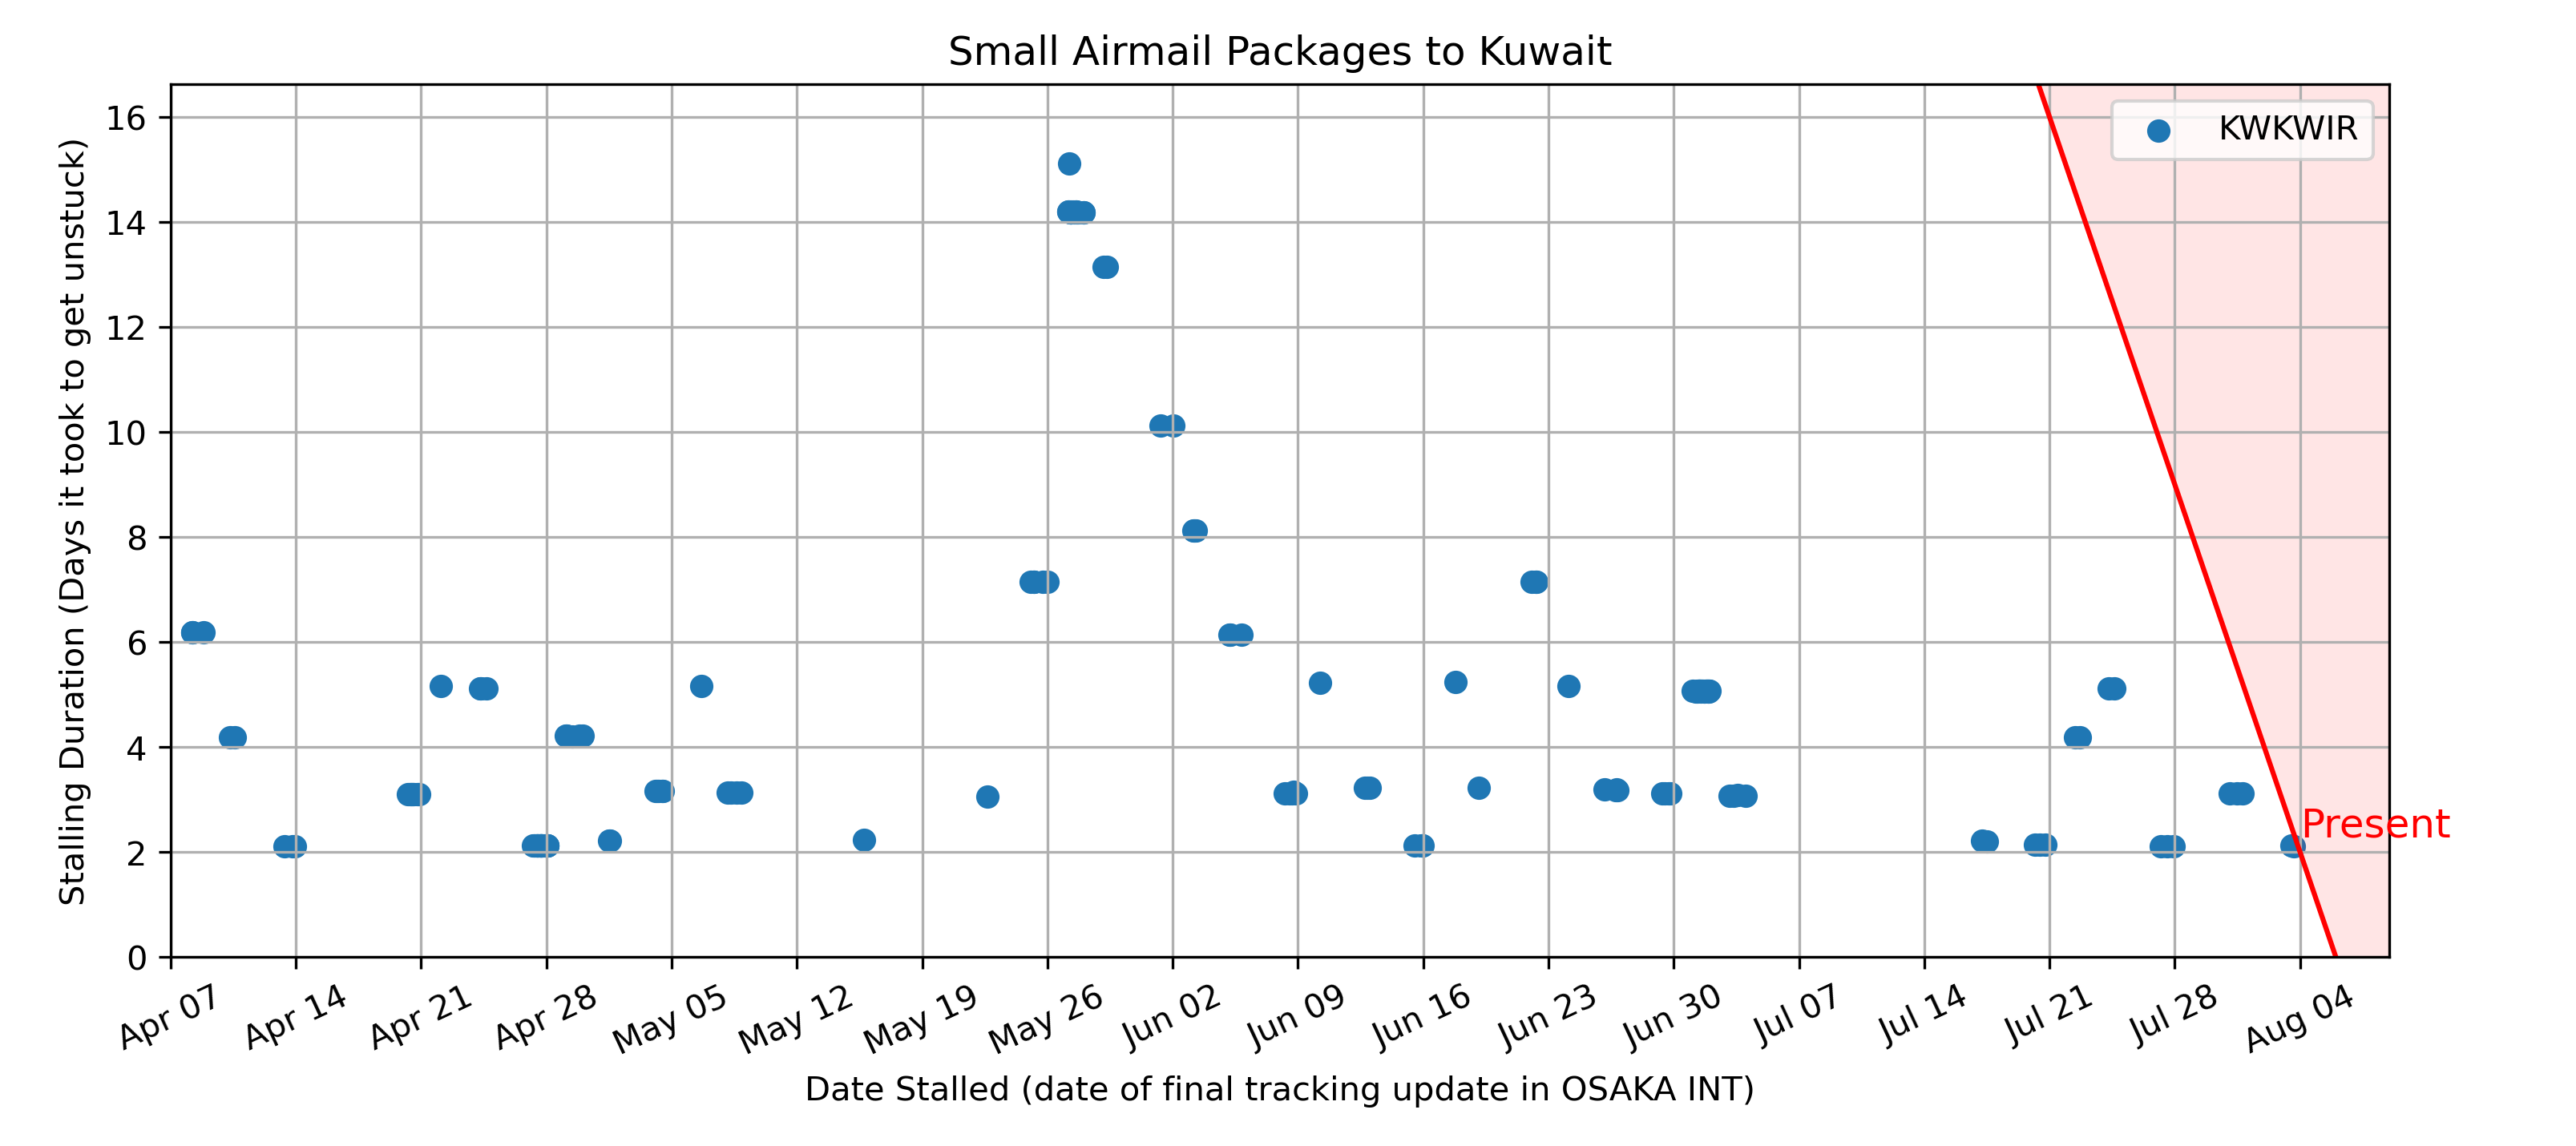 Small Airmail Packages to Kuwait
KWKWIR
16
14
12
10
8
6
4
2
0
Stalling Duration (Days it took to get unstuck)
Present
Apr 07 Apr 14 Apr 21 Apr 28 May 05 May 12 May 19 May 26 Jun 02 Jun 09 Jun 16 Jun 23 Jun 30 Jul 07 Jul 14 Jul 21 Jul 28 Aug 04
Date Stalled (date of final tracking update in OSAKA INT)